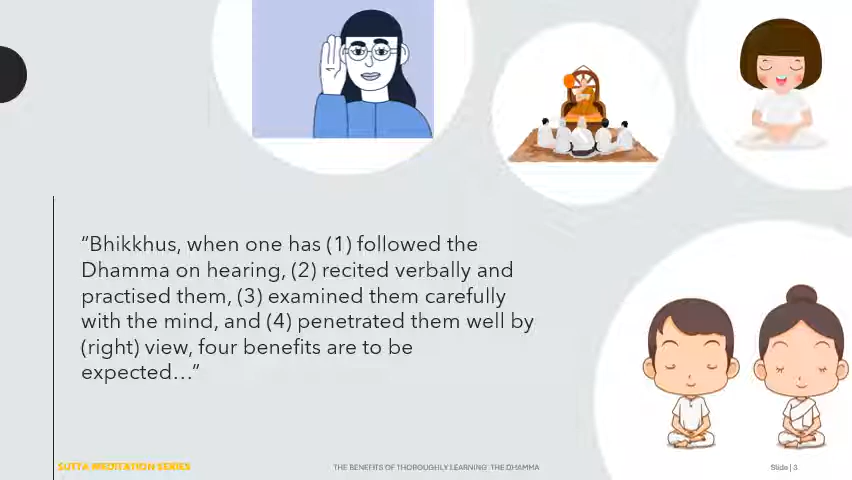 “Bhikkhus, when one has (1) followed the
Dhamma on hearing, (2) recited verbally and
practised them, (3) examined them carefully
with the mind, and (4) penetrated them well by
(right) view, four benefits are to be
expected…”
SUTTA MEDITATION SERIES
THE BENEFITS OF THOROUGHLY LEARNING THE DHAMMA
Slide | 3